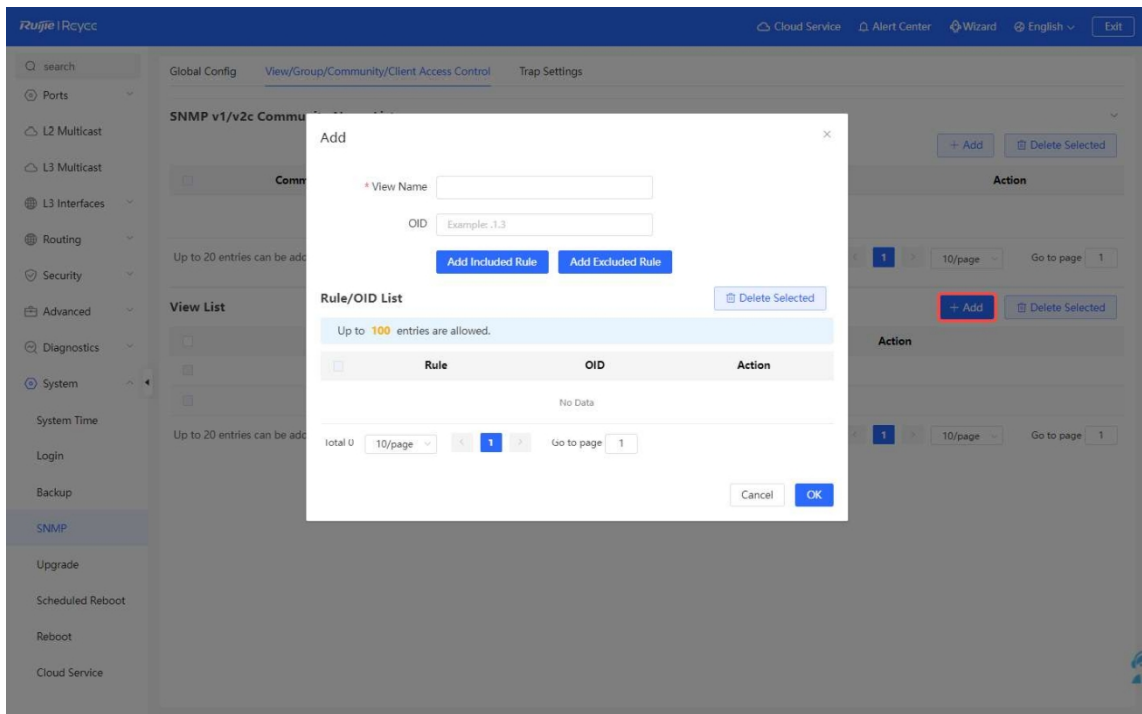 Ruijie | Rcycc
Cloud Service Alert Center Wizard English Exit
search
Ports
L2 Multicast
L3 Multicast
L3 Interfaces
Routing
Security
Advanced
Diagnostics
System
System Time
Login
Backup
SNMP
Upgrade
Scheduled Reboot
Reboot
Cloud Service
Global Config View/Group/Community/Client Access Control Trap Settings
SNMP v1/v2c Commu
+ Add Delete Selected
Comm Action
Up to 20 entries can be add
1 10/page Go to page 1
View List
+ Add Delete Selected
Action
Up to 20 entries can be add
1 10/page Go to page 1
Add
* View Name
OID Example: .1.3
Add Included Rule Add Excluded Rule
Rule/OID List Delete Selected
Up to 100 entries are allowed.
Rule OID Action
No Data
Total 0 10/page 1 Go to page 1
Cancel OK